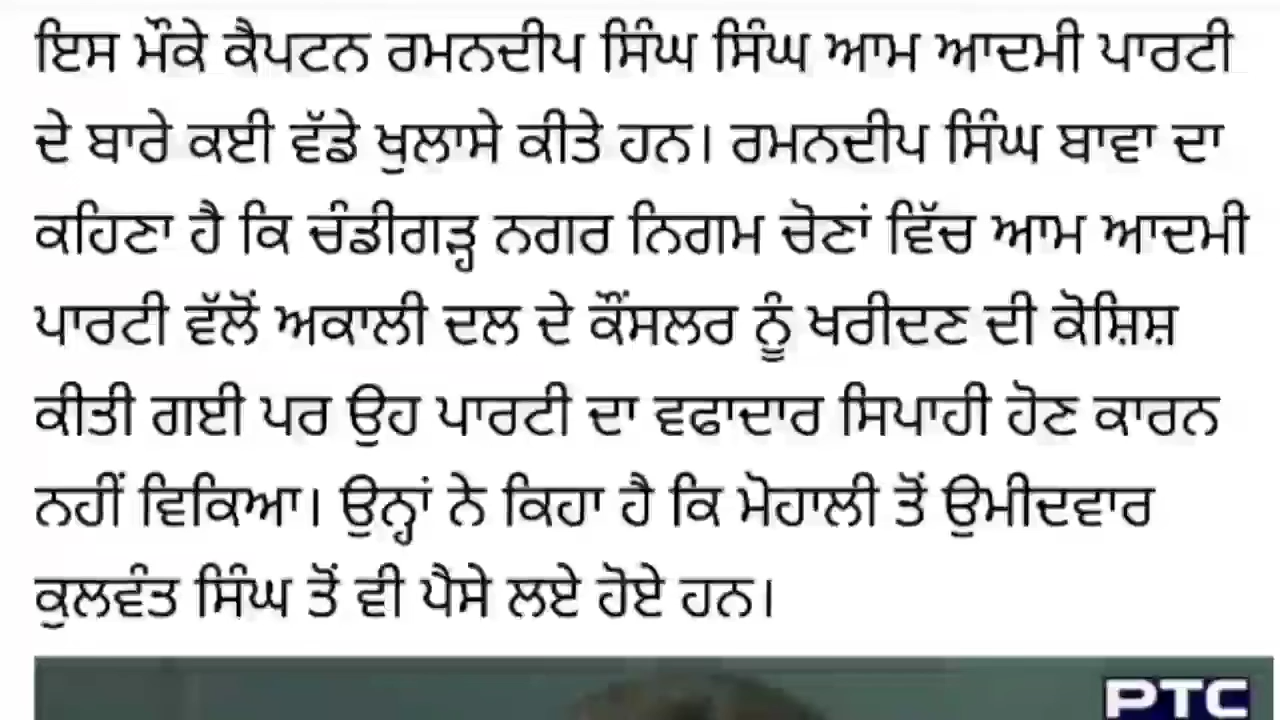 ਇਸ ਮੌਕੇ ਕੈਪਟਨ ਰਮਨਦੀਪ ਸਿੰਘ ਸਿੰਘ ਆਮ ਆਦਮੀ ਪਾਰਟੀ
ਦੇ ਬਾਰੇ ਕਈ ਵੱਡੇ ਖੁਲਾਸੇ ਕੀਤੇ ਹਨ। ਰਮਨਦੀਪ ਸਿੰਘ ਬਾਵਾ ਦਾ
ਕਹਿਣਾ ਹੈ ਕਿ ਚੰਡੀਗੜ੍ਹ ਨਗਰ ਨਿਗਮ ਚੋਣਾਂ ਵਿੱਚ ਆਮ ਆਦਮੀ
ਪਾਰਟੀ ਵੱਲੋਂ ਅਕਾਲੀ ਦਲ ਦੇ ਕੌਂਸਲਰ ਨੂੰ ਖਰੀਦਣ ਦੀ ਕੋਸ਼ਿਸ਼
ਕੀਤੀ ਗਈ ਪਰ ਉਹ ਪਾਰਟੀ ਦਾ ਵਫਾਦਾਰ ਸਿਪਾਹੀ ਹੋਣ ਕਾਰਨ
ਨਹੀਂ ਵਿਕਿਆ। ਉਨ੍ਹਾਂ ਨੇ ਕਿਹਾ ਹੈ ਕਿ ਮੋਹਾਲੀ ਤੋਂ ਉਮੀਦਵਾਰ
ਕੁਲਵੰਤ ਸਿੰਘ ਤੋਂ ਵੀ ਪੈਸੇ ਲਏ ਹੋਏ ਹਨ।
PTC